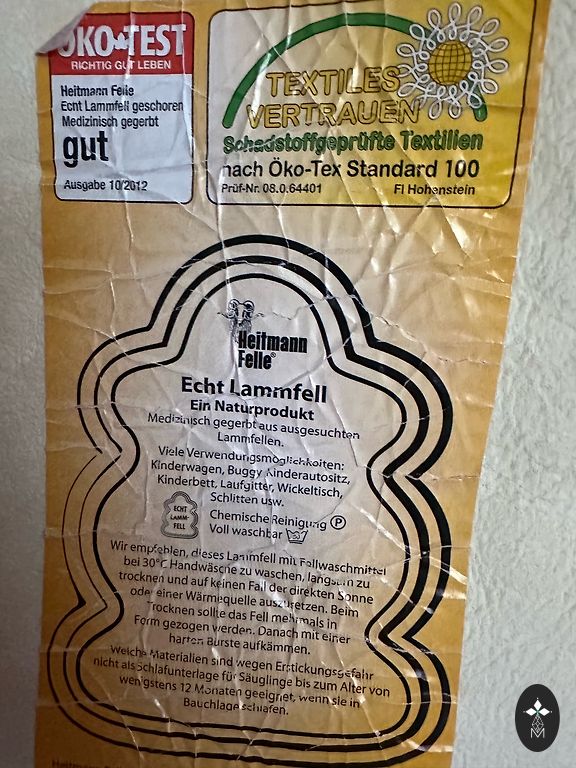 ÖKO-TEST
RICHTIG GUT LEBEN
Heitmann Felle
Echt Lammfell geschoren
Medizinisch gegerbt
gut
Ausgabe 10/2012
TEXTILES
VERTRAUEN
Schadstoffgeprüfte Textilien
nach Öko-Tex Standard 100
Prüf-Nr. 08.0.64401 FI Hohenstein
Heitmann
Felle®
Echt Lammfell
Ein Naturprodukt
Medizinisch gegerbt aus ausgesuchten
Lammfellen.
Viele Verwendungsmöglichkeiten:
Kinderwagen, Buggy, Kinderautositz,
Kinderbett, Laufgitter, Wickeltisch,
Schlitten usw.
ECHT
LAMM-
FELL
Chemische Reinigung P
Voll waschbar
Wir empfehlen, dieses Lammfell mit Fellwaschmittel
bei 30°C Handwäsche zu waschen, langsam zu
trocknen und auf keinen Fall der direkten Sonne
oder einer Wärmequelle auszusetzen. Beim
Trocknen sollte das Fell mehrmals in
Form gezogen werden. Danach mit einer
harten Bürste aufkämmen.
Weiche Materialien sind wegen Erstickungsgefahr
nicht als Schlafunterlage für Säuglinge bis zum Alter von
wenigstens 12 Monaten geeignet, wenn sie in
Bauchlage schlafen.
M